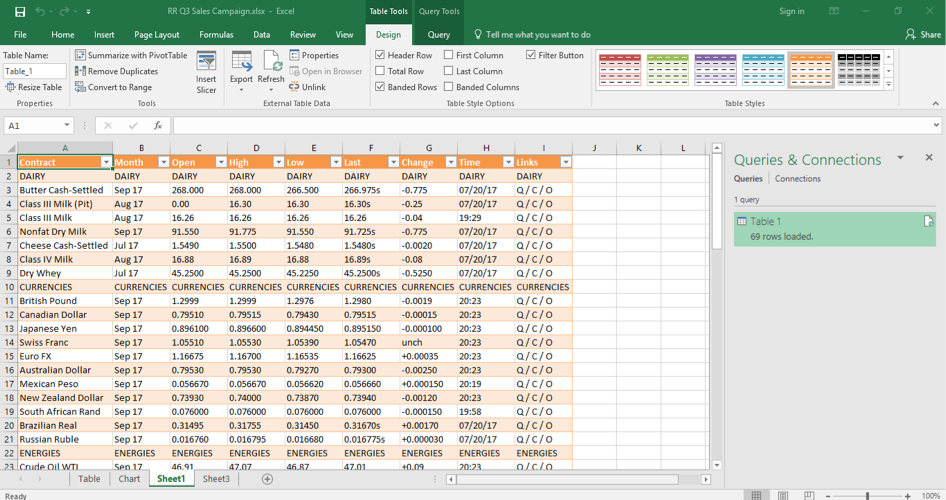 RR Q3 Sales Campaign.xlsx - Excel
Table Tools Query Tools
Sign in
File Home Insert Page Layout Formulas Data Review View Design Query Tell me what you want to do Share
Table Name:
Table_1
Resize Table
Properties
Summarize with PivotTable
Remove Duplicates
Convert to Range
Tools
Insert
Slicer
Export Refresh
Properties
Open in Browser
Unlink
External Table Data
Header Row First Column Filter Button
Total Row Last Column
Banded Rows Banded Columns
Table Style Options
Table Styles
A1 fx
A B C D E F G H I J K L
1 Contract Month Open High Low Last Change Time Links
2 DAIRY DAIRY DAIRY DAIRY DAIRY DAIRY DAIRY DAIRY DAIRY
3 Butter Cash-Settled Sep 17 268.000 268.000 266.500 266.975s -0.775 07/20/17 Q / C / O
4 Class III Milk (Pit) Aug 17 0.00 16.30 16.30 16.30s -0.25 07/20/17 Q / C / O
5 Class III Milk Aug 17 16.26 16.26 16.26 16.26 -0.04 19:29 Q / C / O
6 Nonfat Dry Milk Sep 17 91.550 91.775 91.550 91.725s -0.775 07/20/17 Q / C / O
7 Cheese Cash-Settled Jul 17 1.5490 1.5500 1.5480 1.5480s -0.0020 07/20/17 Q / C / O
8 Class IV Milk Aug 17 16.88 16.89 16.88 16.89s -0.08 07/20/17 Q / C / O
9 Dry Whey Jul 17 45.2500 45.2500 45.2250 45.2500s -0.5250 07/20/17 Q / C / O
10 CURRENCIES CURRENCIES CURRENCIES CURRENCIES CURRENCIES CURRENCIES CURRENCIES CURRENCIES CURRENCIES
11 British Pound Sep 17 1.2999 1.2999 1.2976 1.2980 -0.0019 20:23 Q / C / O
12 Canadian Dollar Sep 17 0.79510 0.79515 0.79430 0.79515 -0.00015 20:23 Q / C / O
13 Japanese Yen Sep 17 0.896100 0.896600 0.894450 0.895150 -0.000100 20:23 Q / C / O
14 Swiss Franc Sep 17 1.05510 1.05530 1.05390 1.05470 unch 20:23 Q / C / O
15 Euro FX Sep 17 1.16675 1.16700 1.16535 1.16625 +0.00035 20:23 Q / C / O
16 Australian Dollar Sep 17 0.79530 0.79530 0.79270 0.79300 -0.00250 20:23 Q / C / O
17 Mexican Peso Sep 17 0.056670 0.056670 0.056620 0.056660 +0.000150 20:19 Q / C / O
18 New Zealand Dollar Sep 17 0.73930 0.74000 0.73870 0.73940 -0.00120 20:23 Q / C / O
19 South African Rand Sep 17 0.076000 0.076000 0.076000 0.076000 -0.000150 19:58 Q / C / O
20 Brazilian Real Sep 17 0.31495 0.31755 0.31450 0.31670s +0.00170 07/20/17 Q / C / O
21 Russian Ruble Sep 17 0.016760 0.016795 0.016680 0.016775s +0.000030 07/20/17 Q / C / O
22 ENERGIES ENERGIES ENERGIES ENERGIES ENERGIES ENERGIES ENERGIES ENERGIES ENERGIES
23 Crude Oil WTI Sep 17 46.91 47.07 46.87 47.01 +0.09 20:23 Q / C / O
Queries & Connections
Queries Connections
1 query
Table 1
69 rows loaded.
Table Chart Sheet1 Sheet3
Ready
100%